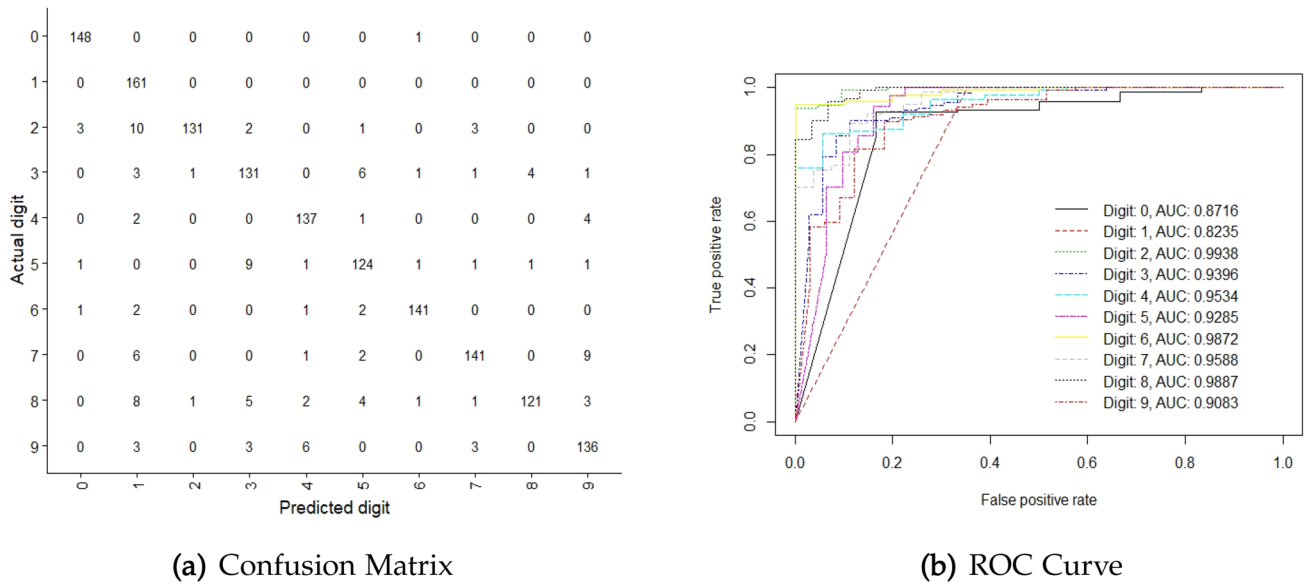 0 148 0 0 0 0 0 1 0 0 0
1 0 161 0 0 0 0 0 0 0 0
2 3 10 131 2 0 1 0 3 0 0
3 0 3 1 131 0 6 1 1 4 1
4 0 2 0 0 137 1 0 0 0 4
5 1 0 0 9 1 124 1 1 1 1
6 1 2 0 0 1 2 141 0 0 0
7 0 6 0 0 1 2 0 141 0 9
8 0 8 1 5 2 4 1 1 121 3
9 0 3 0 3 6 0 0 3 0 136
Actual digit
0 1 2 3 4 5 6 7 8 9
Predicted digit
(a) Confusion Matrix
1.0
0.8
0.6
0.4
0.2
0.0
True positive rate
Digit: 0, AUC: 0.8716
Digit: 1, AUC: 0.8235
Digit: 2, AUC: 0.9938
Digit: 3, AUC: 0.9396
Digit: 4, AUC: 0.9534
Digit: 5, AUC: 0.9285
Digit: 6, AUC: 0.9872
Digit: 7, AUC: 0.9588
Digit: 8, AUC: 0.9887
Digit: 9, AUC: 0.9083
0.0 0.2 0.4 0.6 0.8 1.0
False positive rate
(b) ROC Curve